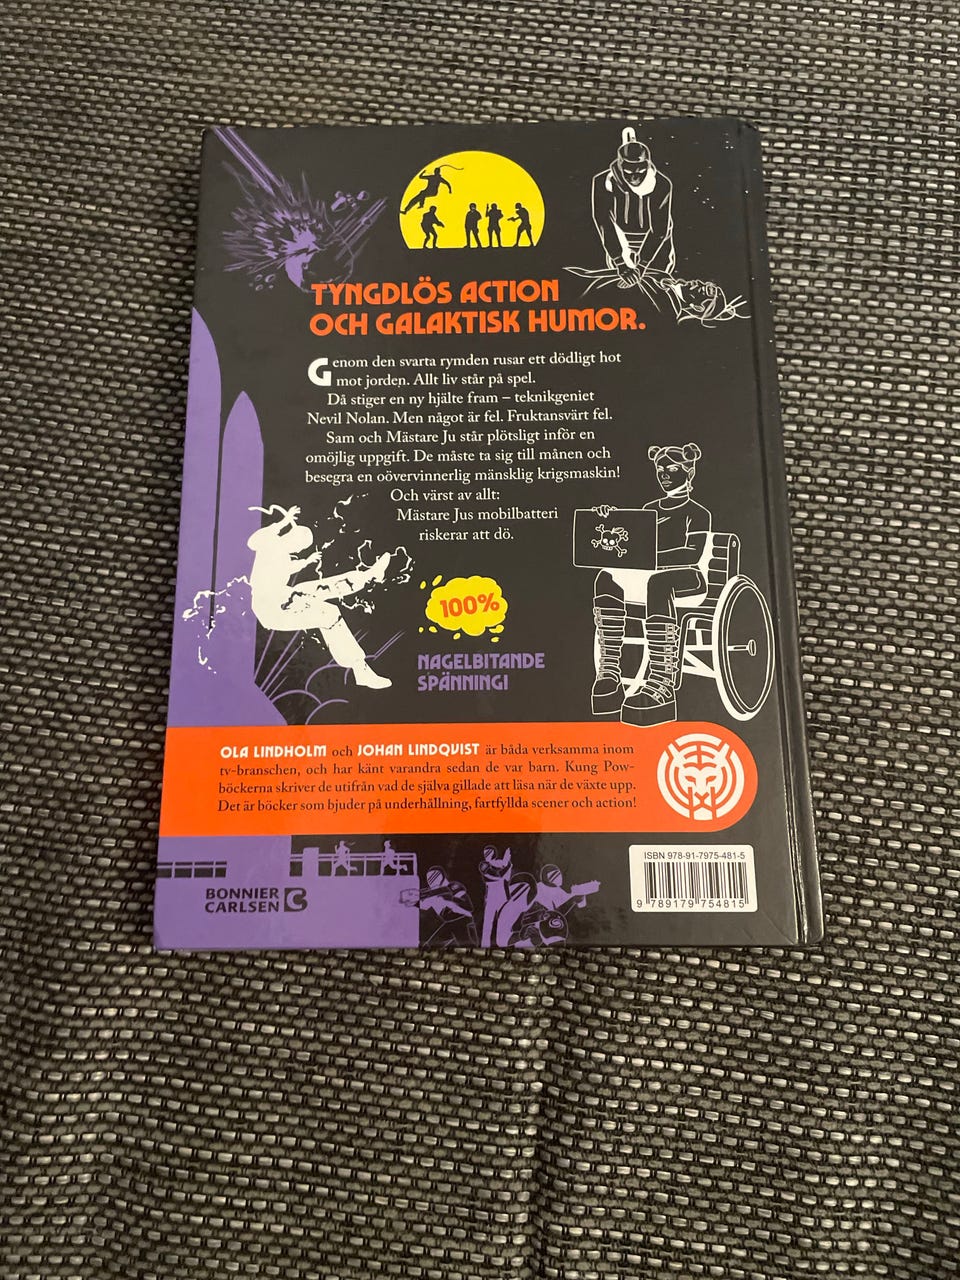 TYNGDLÖS ACTION
OCH GALAKTISK HUMOR.
Genom den svarta rymden rusar ett dödligt hot
mot jorden. Allt liv står på spel.
Då stiger en ny hjälte fram – teknikgeniet
Nevil Nolan. Men något är fel. Fruktansvärt fel.
Sam och Mästare Ju står plötsligt inför en
omöjlig uppgift. De måste ta sig till månen och
besegra en oövervinnerlig mänsklig krigsmaskin!
Och värst av allt:
Mästare Jus mobilbatteri
riskerar att dö.
100%
NAGELBITANDE
SPÄNNING!
OLA LINDHOLM och JOHAN LINDQVIST är båda verksamma inom
tv-branschen, och har känt varandra sedan de var barn. Kung Pow-
böckerna skriver de utifrån vad de själva gillade att läsa när de växte upp.
Det är böcker som bjuder på underhållning, fartfyllda scener och action!
BONNIER
CARLSEN
ISBN 978-91-7975-481-5
9 789179 754815